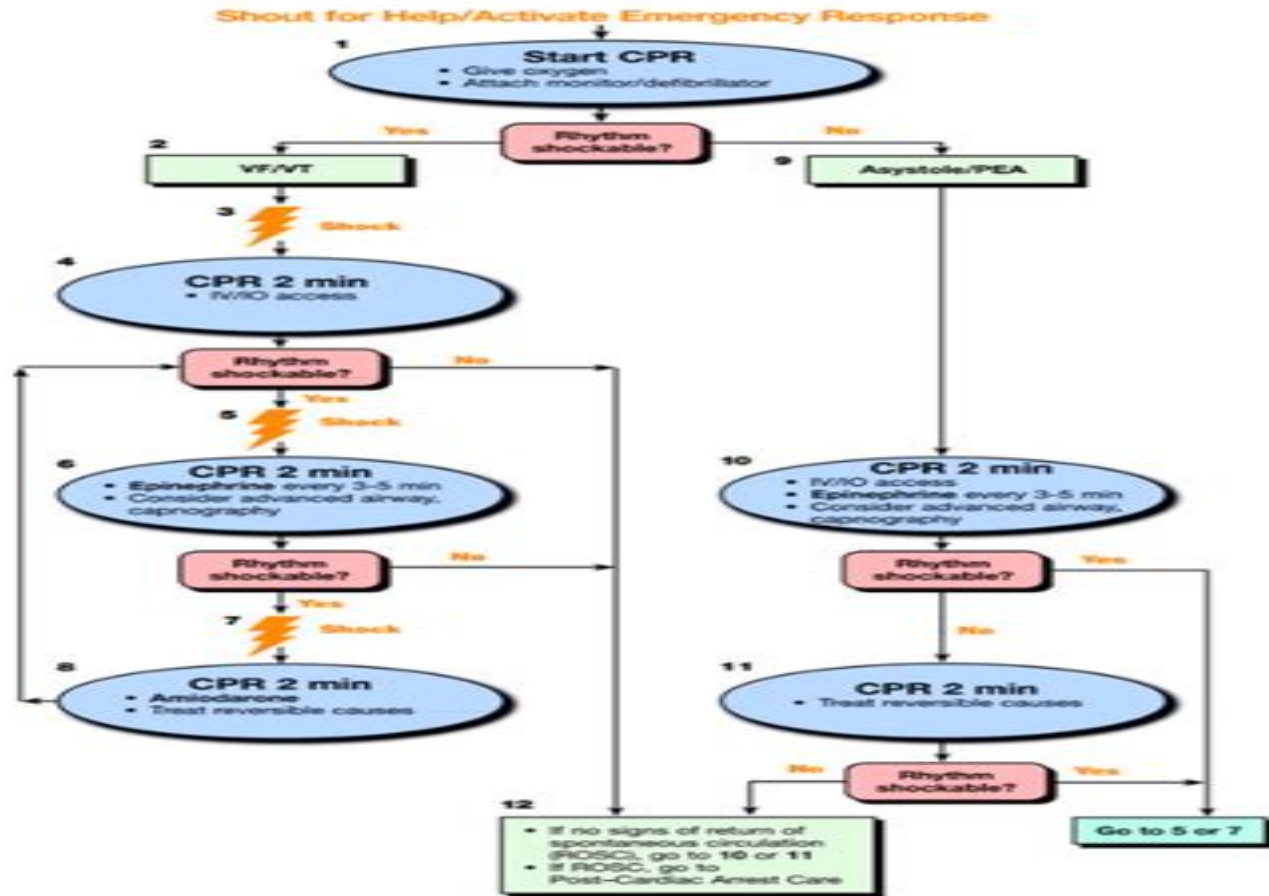 Shout for Help/Activate Emergency Response
1
Start CPR
• Give oxygen
• Attach monitor/defibrillator
Yes
Rhythm
shockable?
No
2
VF/VT
9
Asystole/PEA
3
Shock
4
CPR 2 min
• IV/IO access
Rhythm
shockable?
No
Yes
5
Shock
6
CPR 2 min
• Epinephrine every 3-5 min
• Consider advanced airway,
capnography
10
CPR 2 min
• IV/IO access
• Epinephrine every 3-5 min
• Consider advanced airway,
capnography
Rhythm
shockable?
No
Yes
Rhythm
shockable?
Yes
No
7
Shock
8
CPR 2 min
• Amiodarone
• Treat reversible causes
11
CPR 2 min
• Treat reversible causes
No
Rhythm
shockable?
Yes
12
• If no signs of return of
spontaneous circulation
(ROSC), go to 10 or 11
• If ROSC, go to
Post-Cardiac Arrest Care
Go to 5 or 7